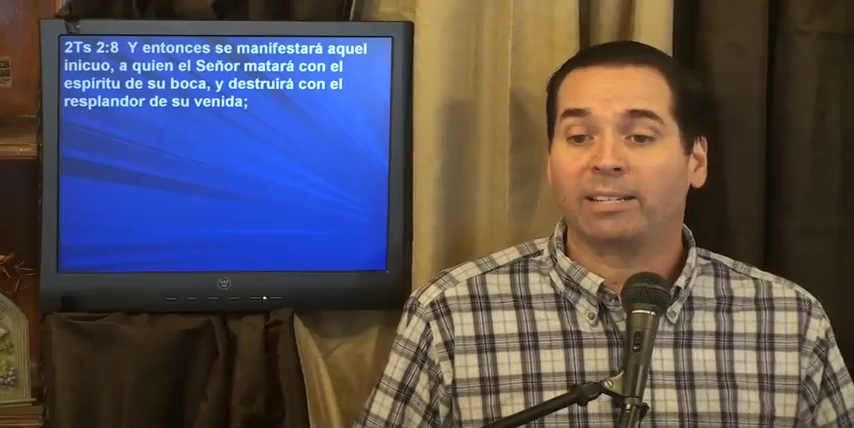 2Ts 2:8  Y entonces se manifestará aquel
inicuo, a quien el Señor matará con el
espíritu de su boca, y destruirá con el
resplandor de su venida;